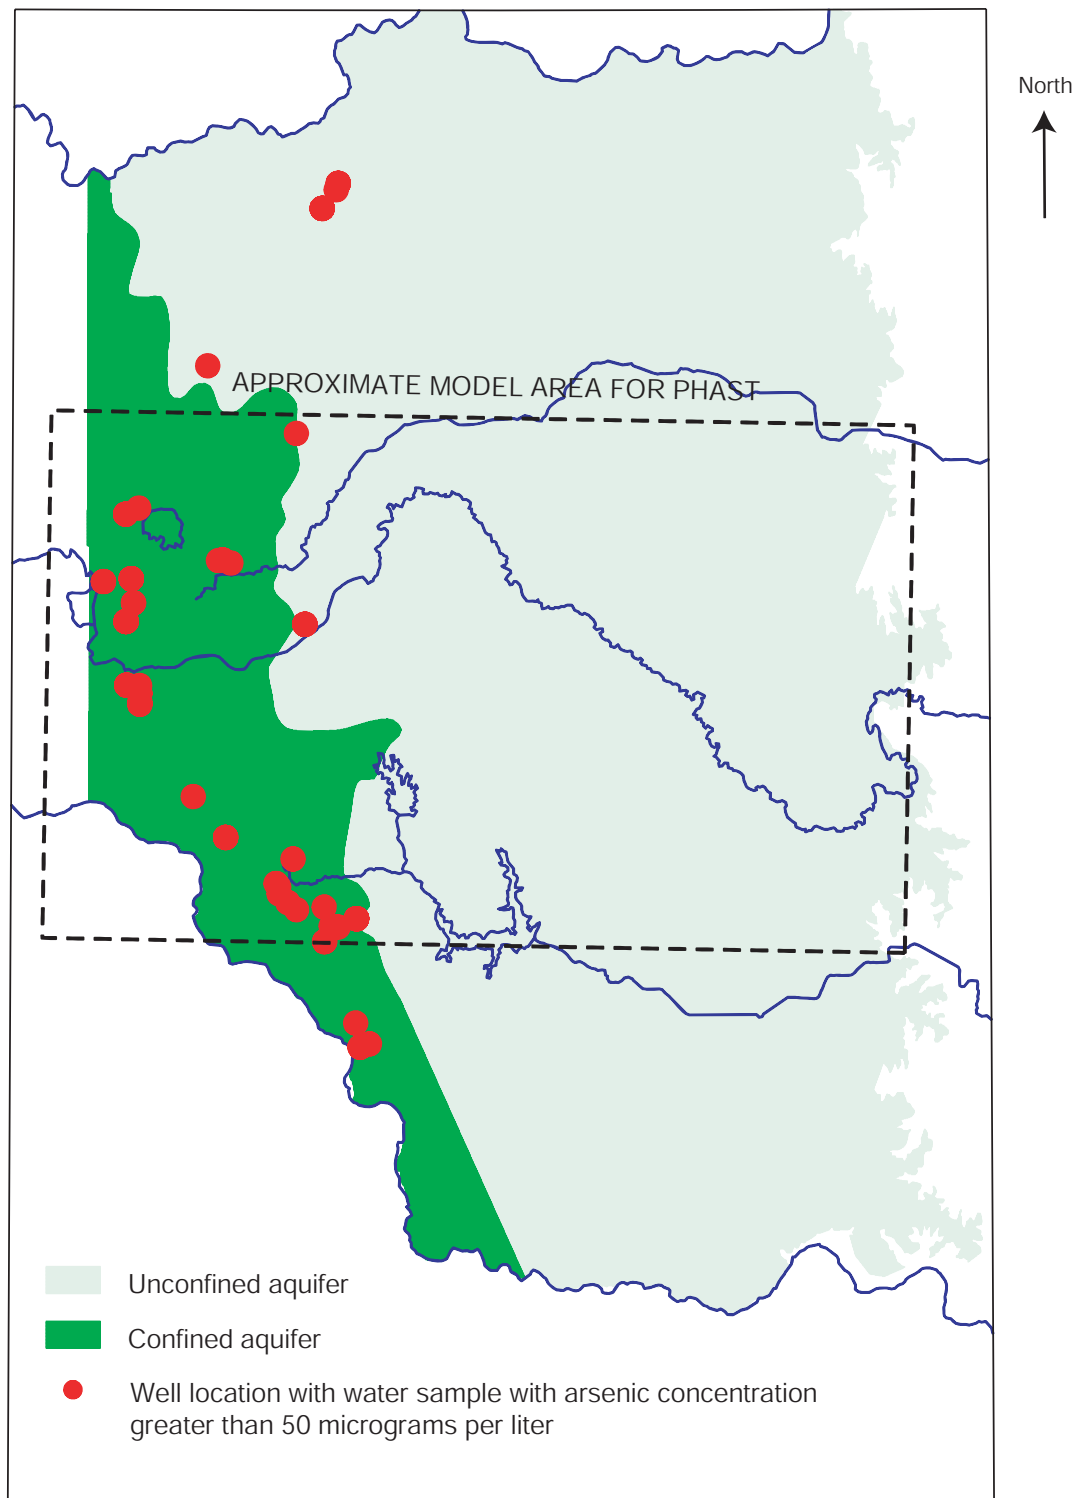 North
APPROXIMATE MODEL AREA FOR PHAST
Unconfined aquifer
Confined aquifer
Well location with water sample with arsenic concentration
greater than 50 micrograms per liter